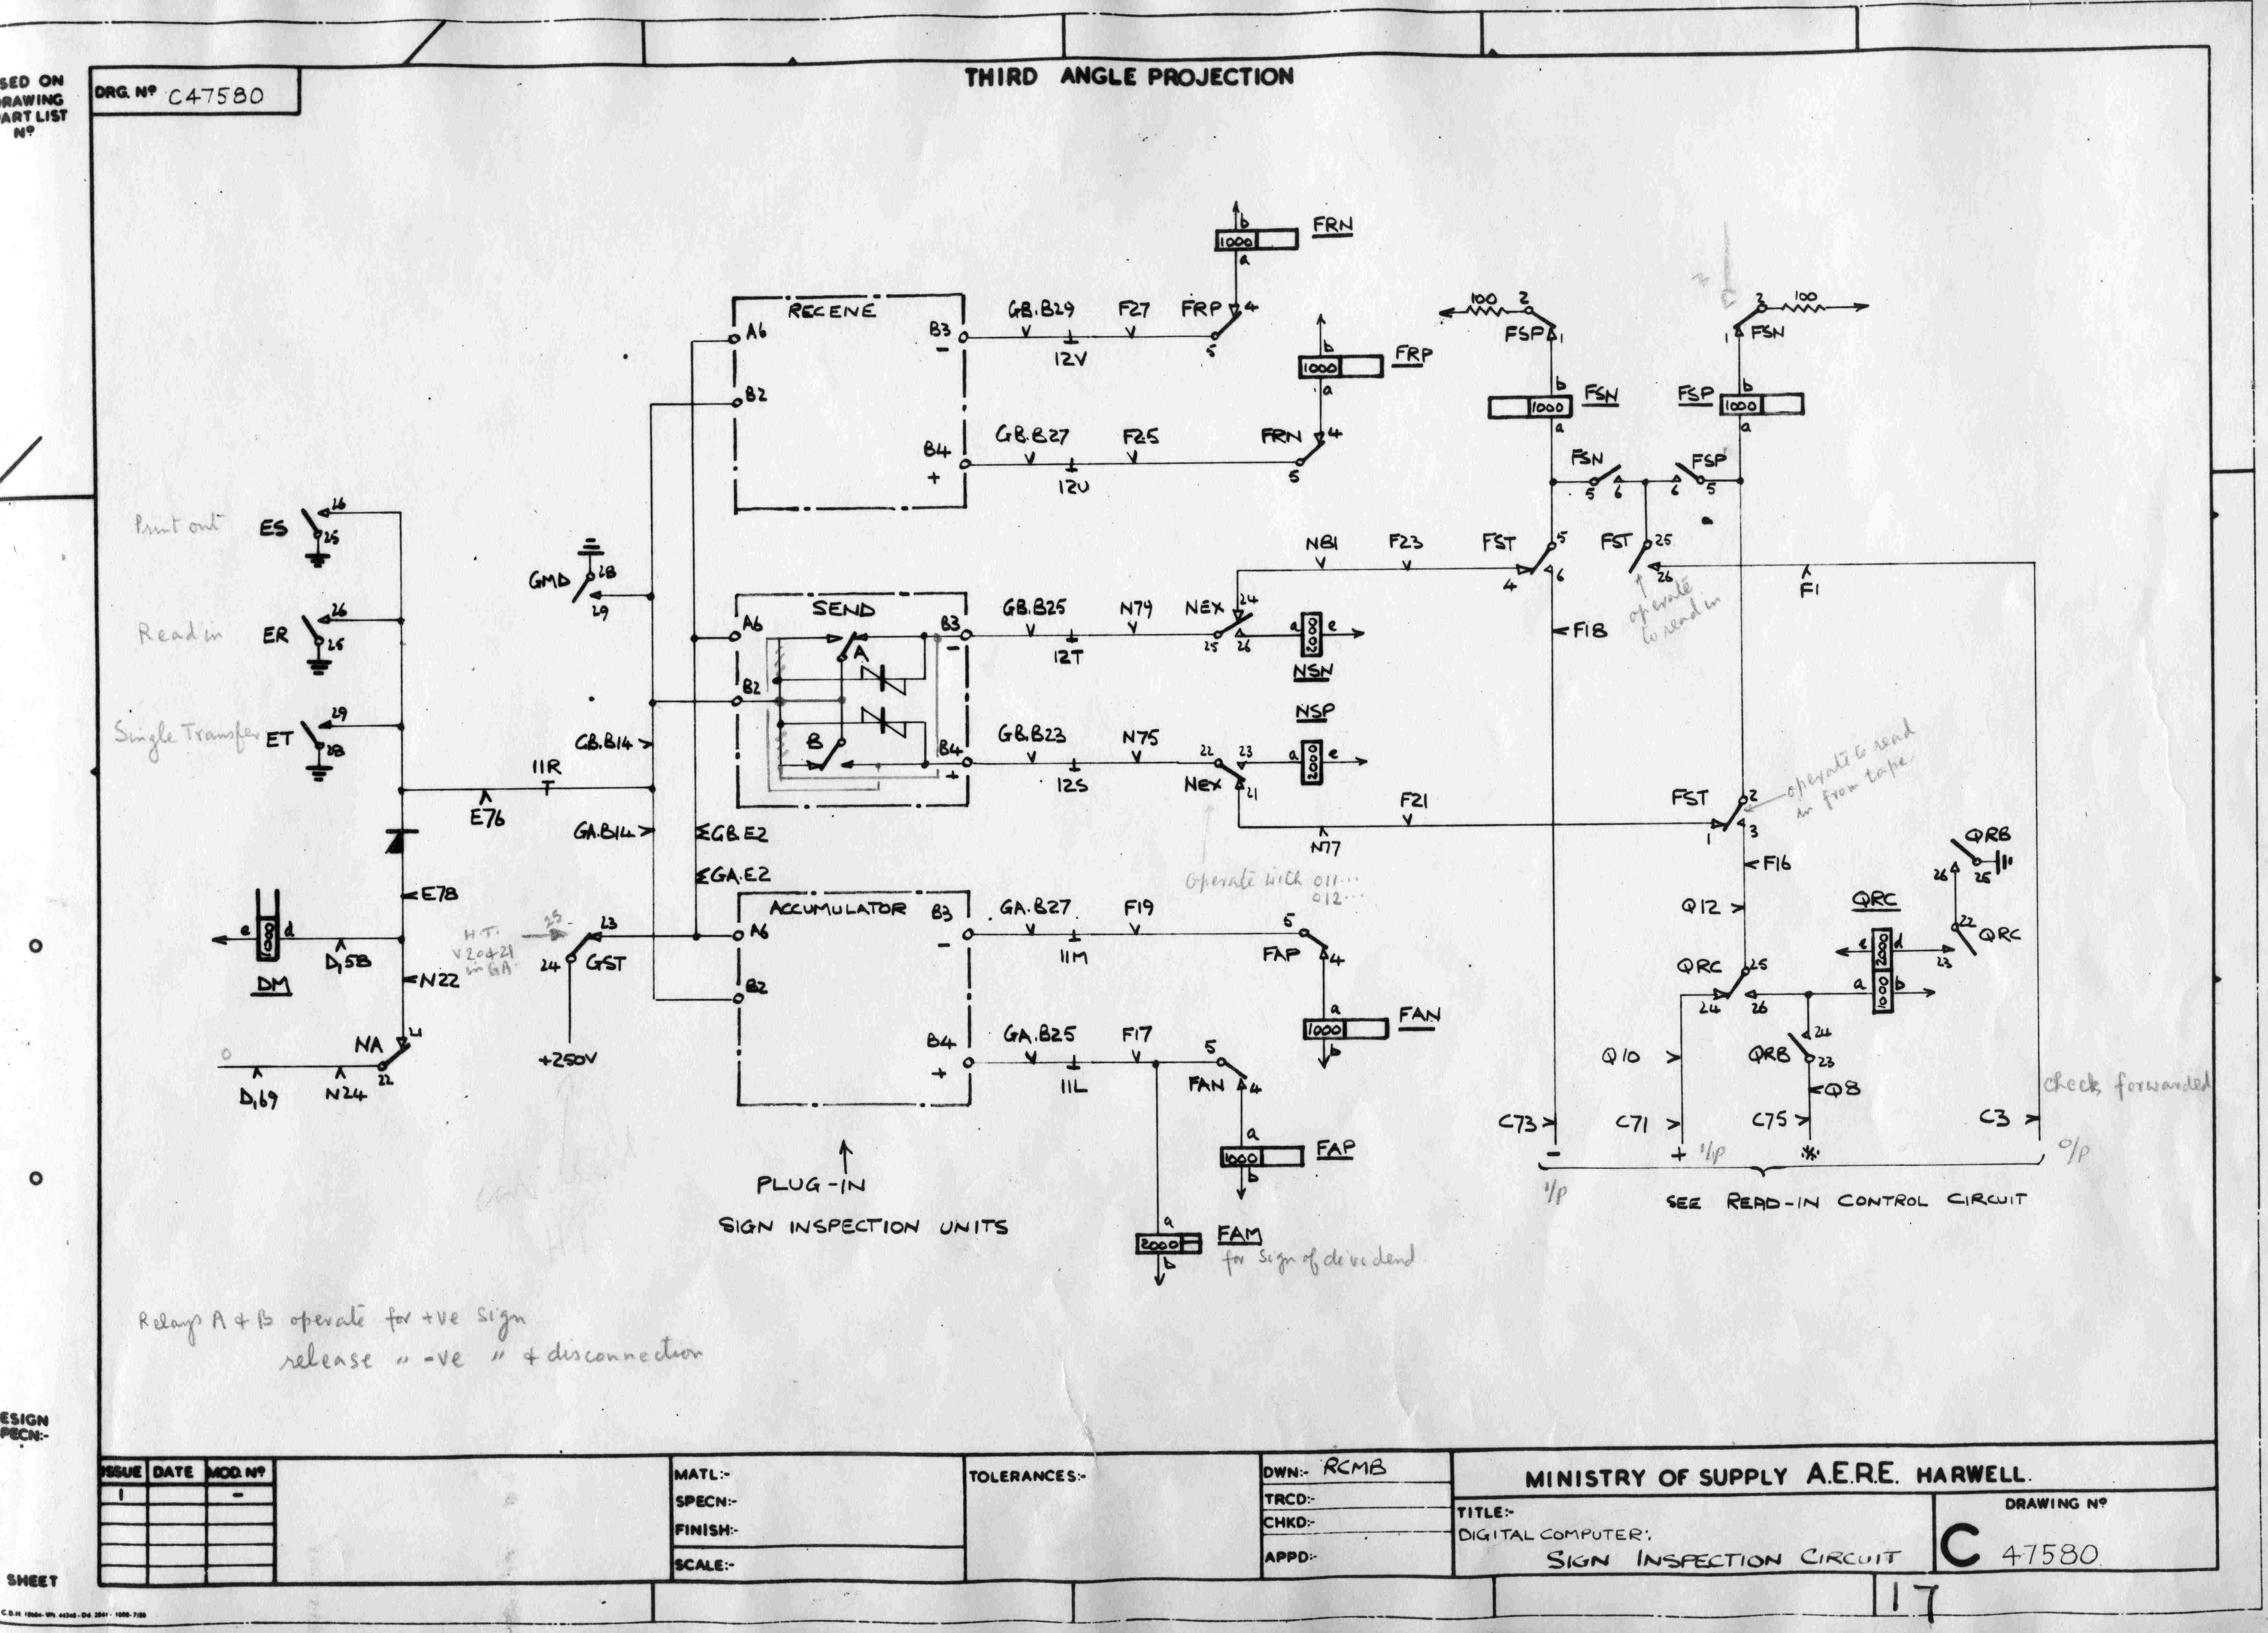 SED ON
RAWING
ART LIST
Nº
DRG. Nº C47580
THIRD ANGLE PROJECTION
FRN
b
1000
a
RECENE
A6
B3
-
GB.B29
12V
F27
FRP
4
5
B2
FRP
b
1000
a
B4
+
GB.B27
12U
F25
FRN
4
5
100
2
FSP
1
2
100
1
FSN
b
1000
FSN
a
FSP
b
1000
a
FSN
5
6
FSP
6
5
Print out
ES
26
25
Read in
ER
26
25
Single Transfer
ET
29
28
GMD
28
29
SEND
A6
B3
-
A
B2
B
B4
+
GB.B25
12T
N79
NEX
24
25
26
a
2000
e
NSN
N81
F23
FST
4
5
6
FST
25
26
operate
to read in
F1
F18
NSP
GB.B23
12S
N75
22
23
NEX
21
a
2000
e
F21
N77
Operate with 011...
012...
FST
2
1
3
operate to read
in from tape
F16
GB.B14
11R
E76
GA.B14
GB.E2
GA.E2
E78
e
1000
d
D,58
DM
N22
H.T.
V20+21
in GA
25
23
24
GST
+250V
NA
21
22
D,69
N24
ACCUMULATOR
A6
B3
-
B2
B4
+
GA.B27
11M
F19
5
FAP
4
a
1000
FAN
b
GA.B25
11L
F17
5
FAN
4
a
1000
FAP
b
a
2000
FAM
b
for sign of dividend
QRB
26
25
Q12
QRC
e
2000
d
22
QRC
23
QRC
25
24
26
a
1000
b
Q10
QRB
24
23
Q8
C73
C71
C75
C3
check forwarded
-
+
I/P
*
O/P
I/P
SEE READ-IN CONTROL CIRCUIT
PLUG-IN
SIGN INSPECTION UNITS
Relays A & B operate for +ve sign
release " -ve " & disconnection
ESIGN
PECN:-
ISSUE DATE MOD. Nº
1 -
MATL:-
SPECN:-
FINISH:-
SCALE:-
TOLERANCES:-
DWN:- RCMB
TRCD:-
CHKD:-
APPD:-
MINISTRY OF SUPPLY A.E.R.E. HARWELL.
TITLE:-
DIGITAL COMPUTER:
SIGN INSPECTION CIRCUIT
DRAWING Nº
C 47580
SHEET
17